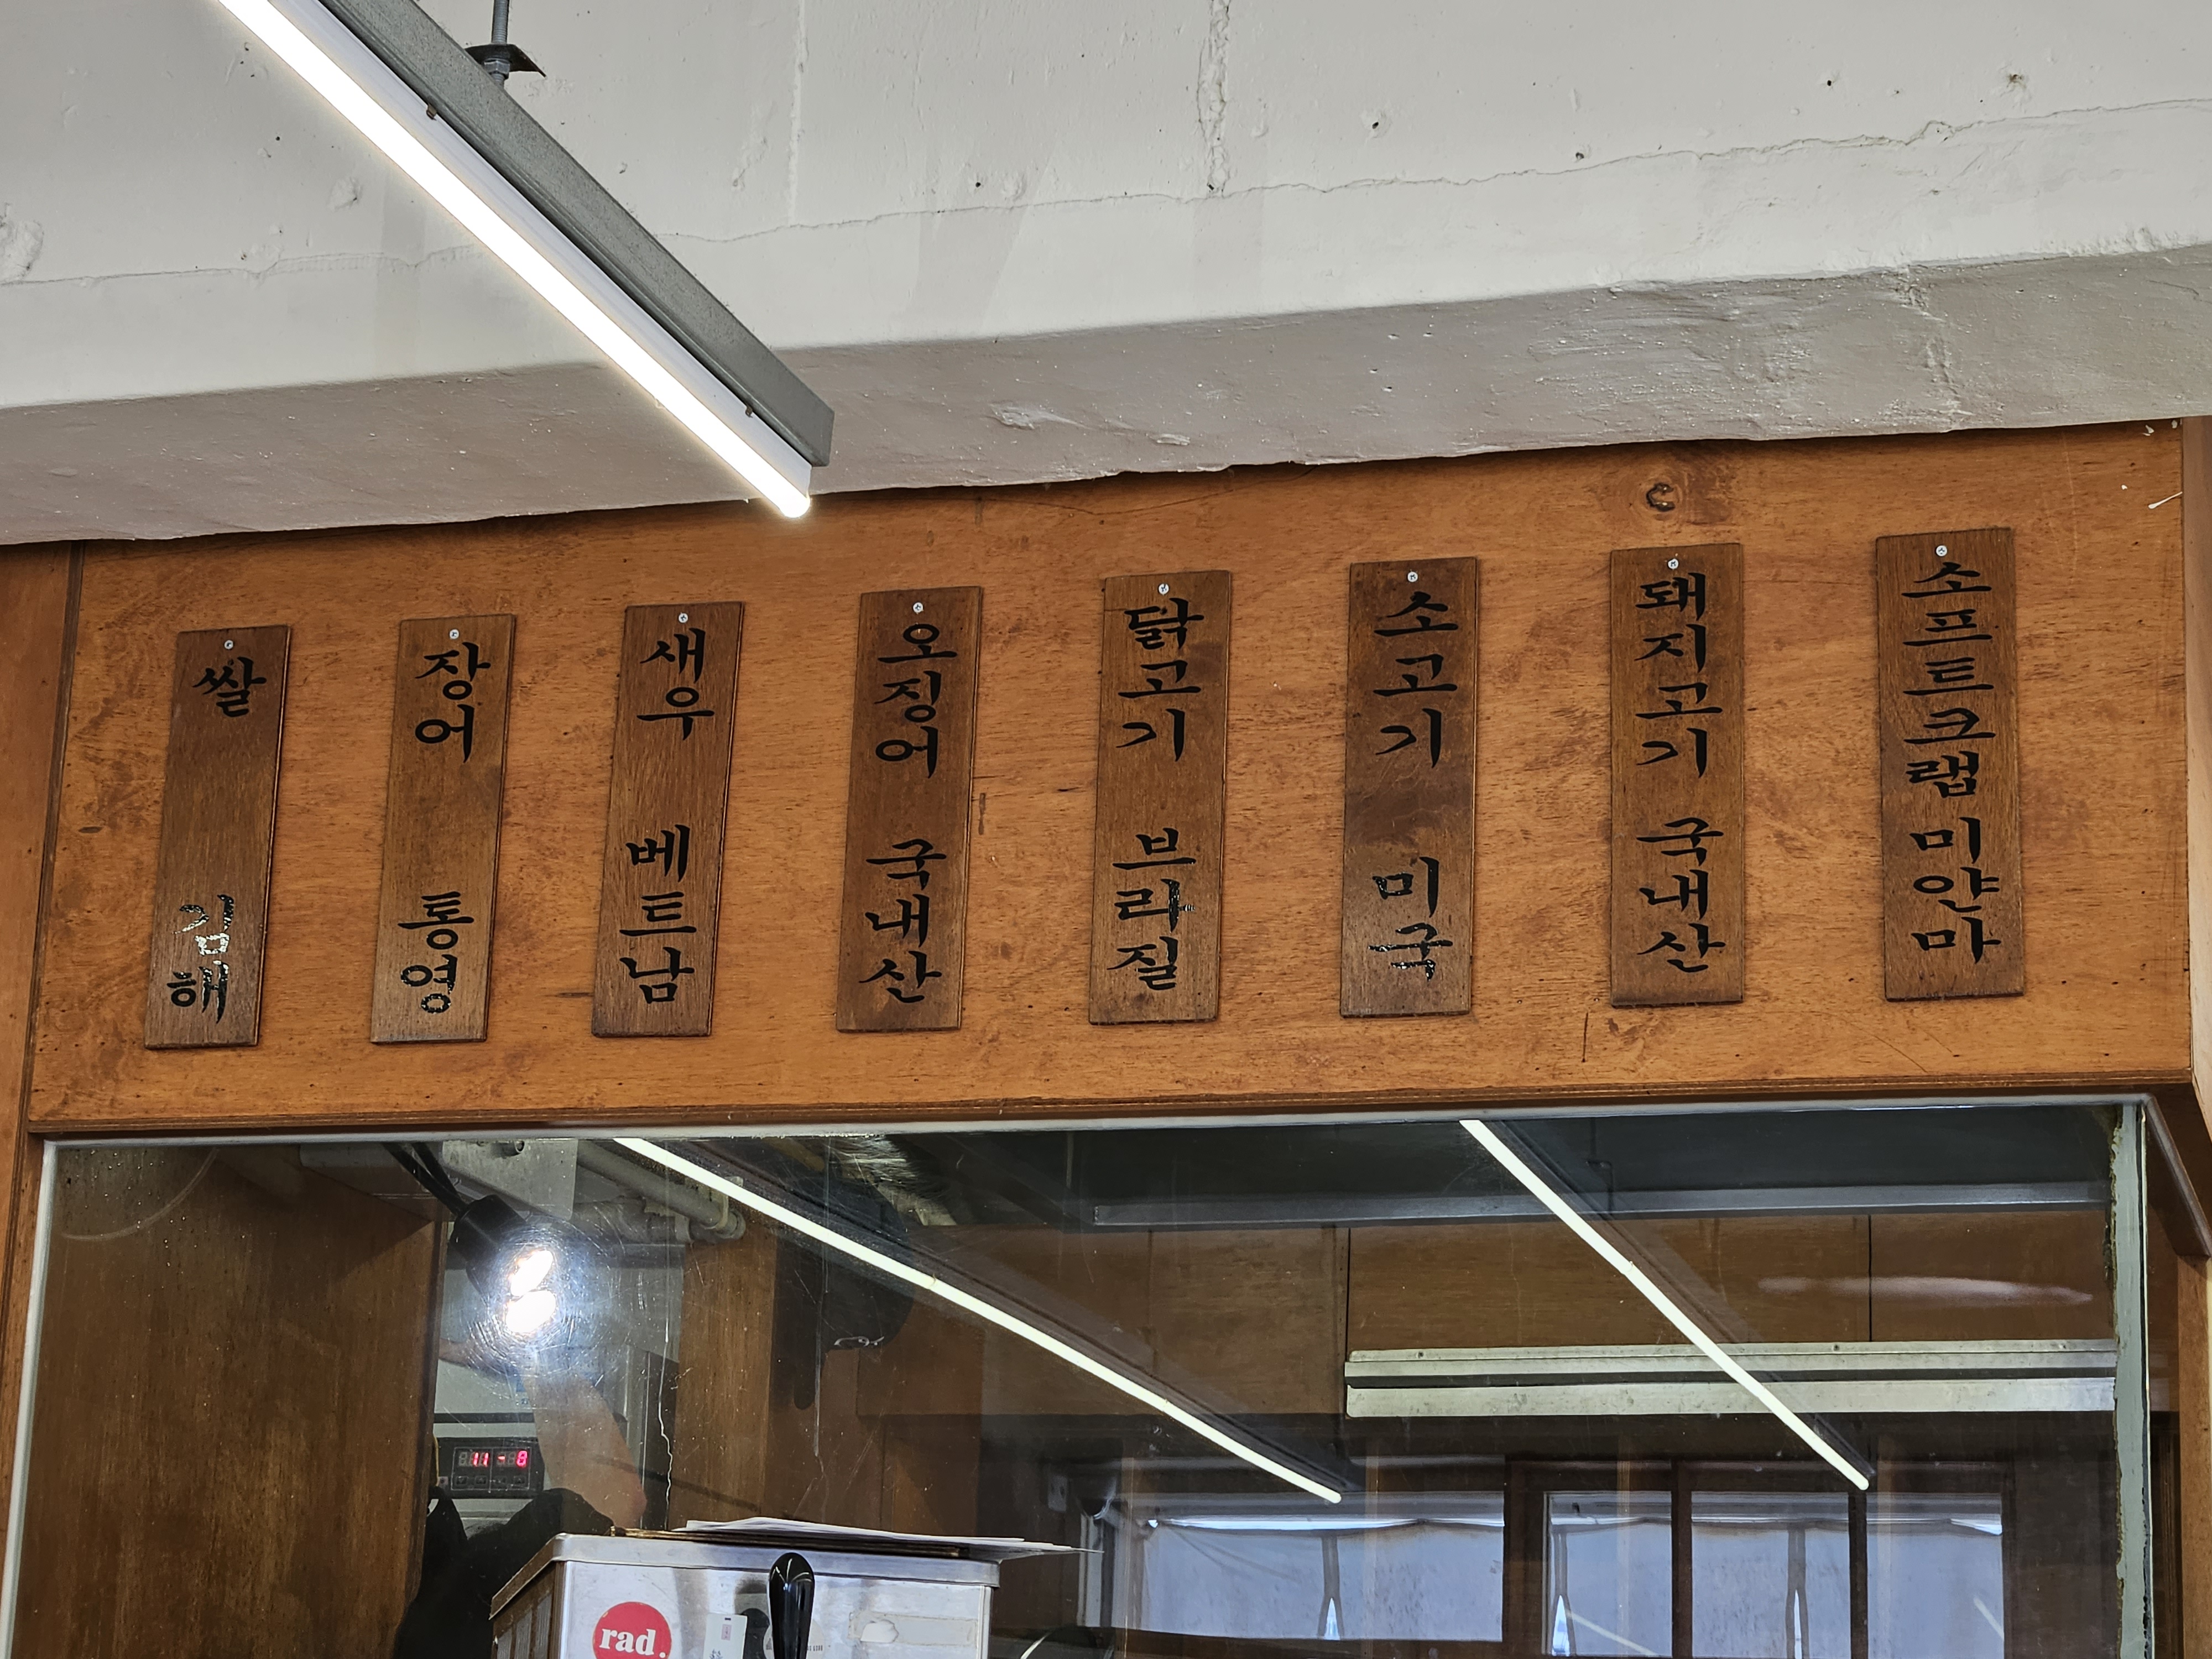 쌀 김해
장어 통영
새우 베트남
오징어 국내산
닭고기 브라질
소고기 미국
돼지고기 국내산
소프트크랩 미얀마
11-8
rad.